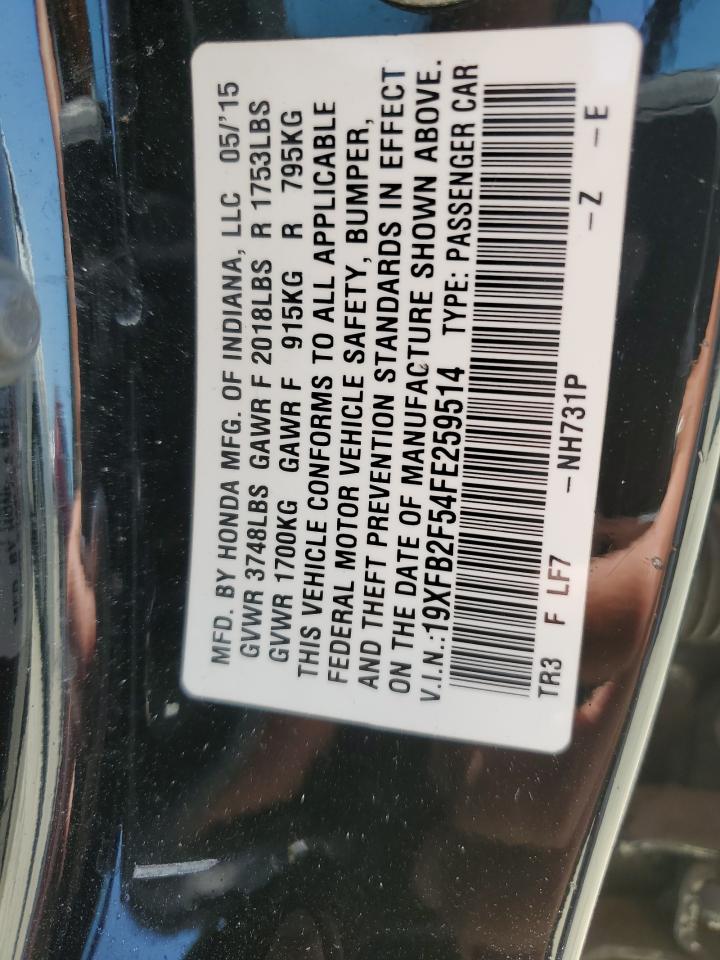 MFD. BY HONDA MFG. OF INDIANA, LLC 05/'15
GVWR 3748LBS GAWR F 2018LBS R 1753LBS
GVWR 1700KG GAWR F 915KG R 795KG
THIS VEHICLE CONFORMS TO ALL APPLICABLE
FEDERAL MOTOR VEHICLE SAFETY, BUMPER,
AND THEFT PREVENTION STANDARDS IN EFFECT
ON THE DATE OF MANUFACTURE SHOWN ABOVE.
V.I.N.:19XFB2F54FE259514 TYPE: PASSENGER CAR
TR3 F LF7 –NH731P –Z –E